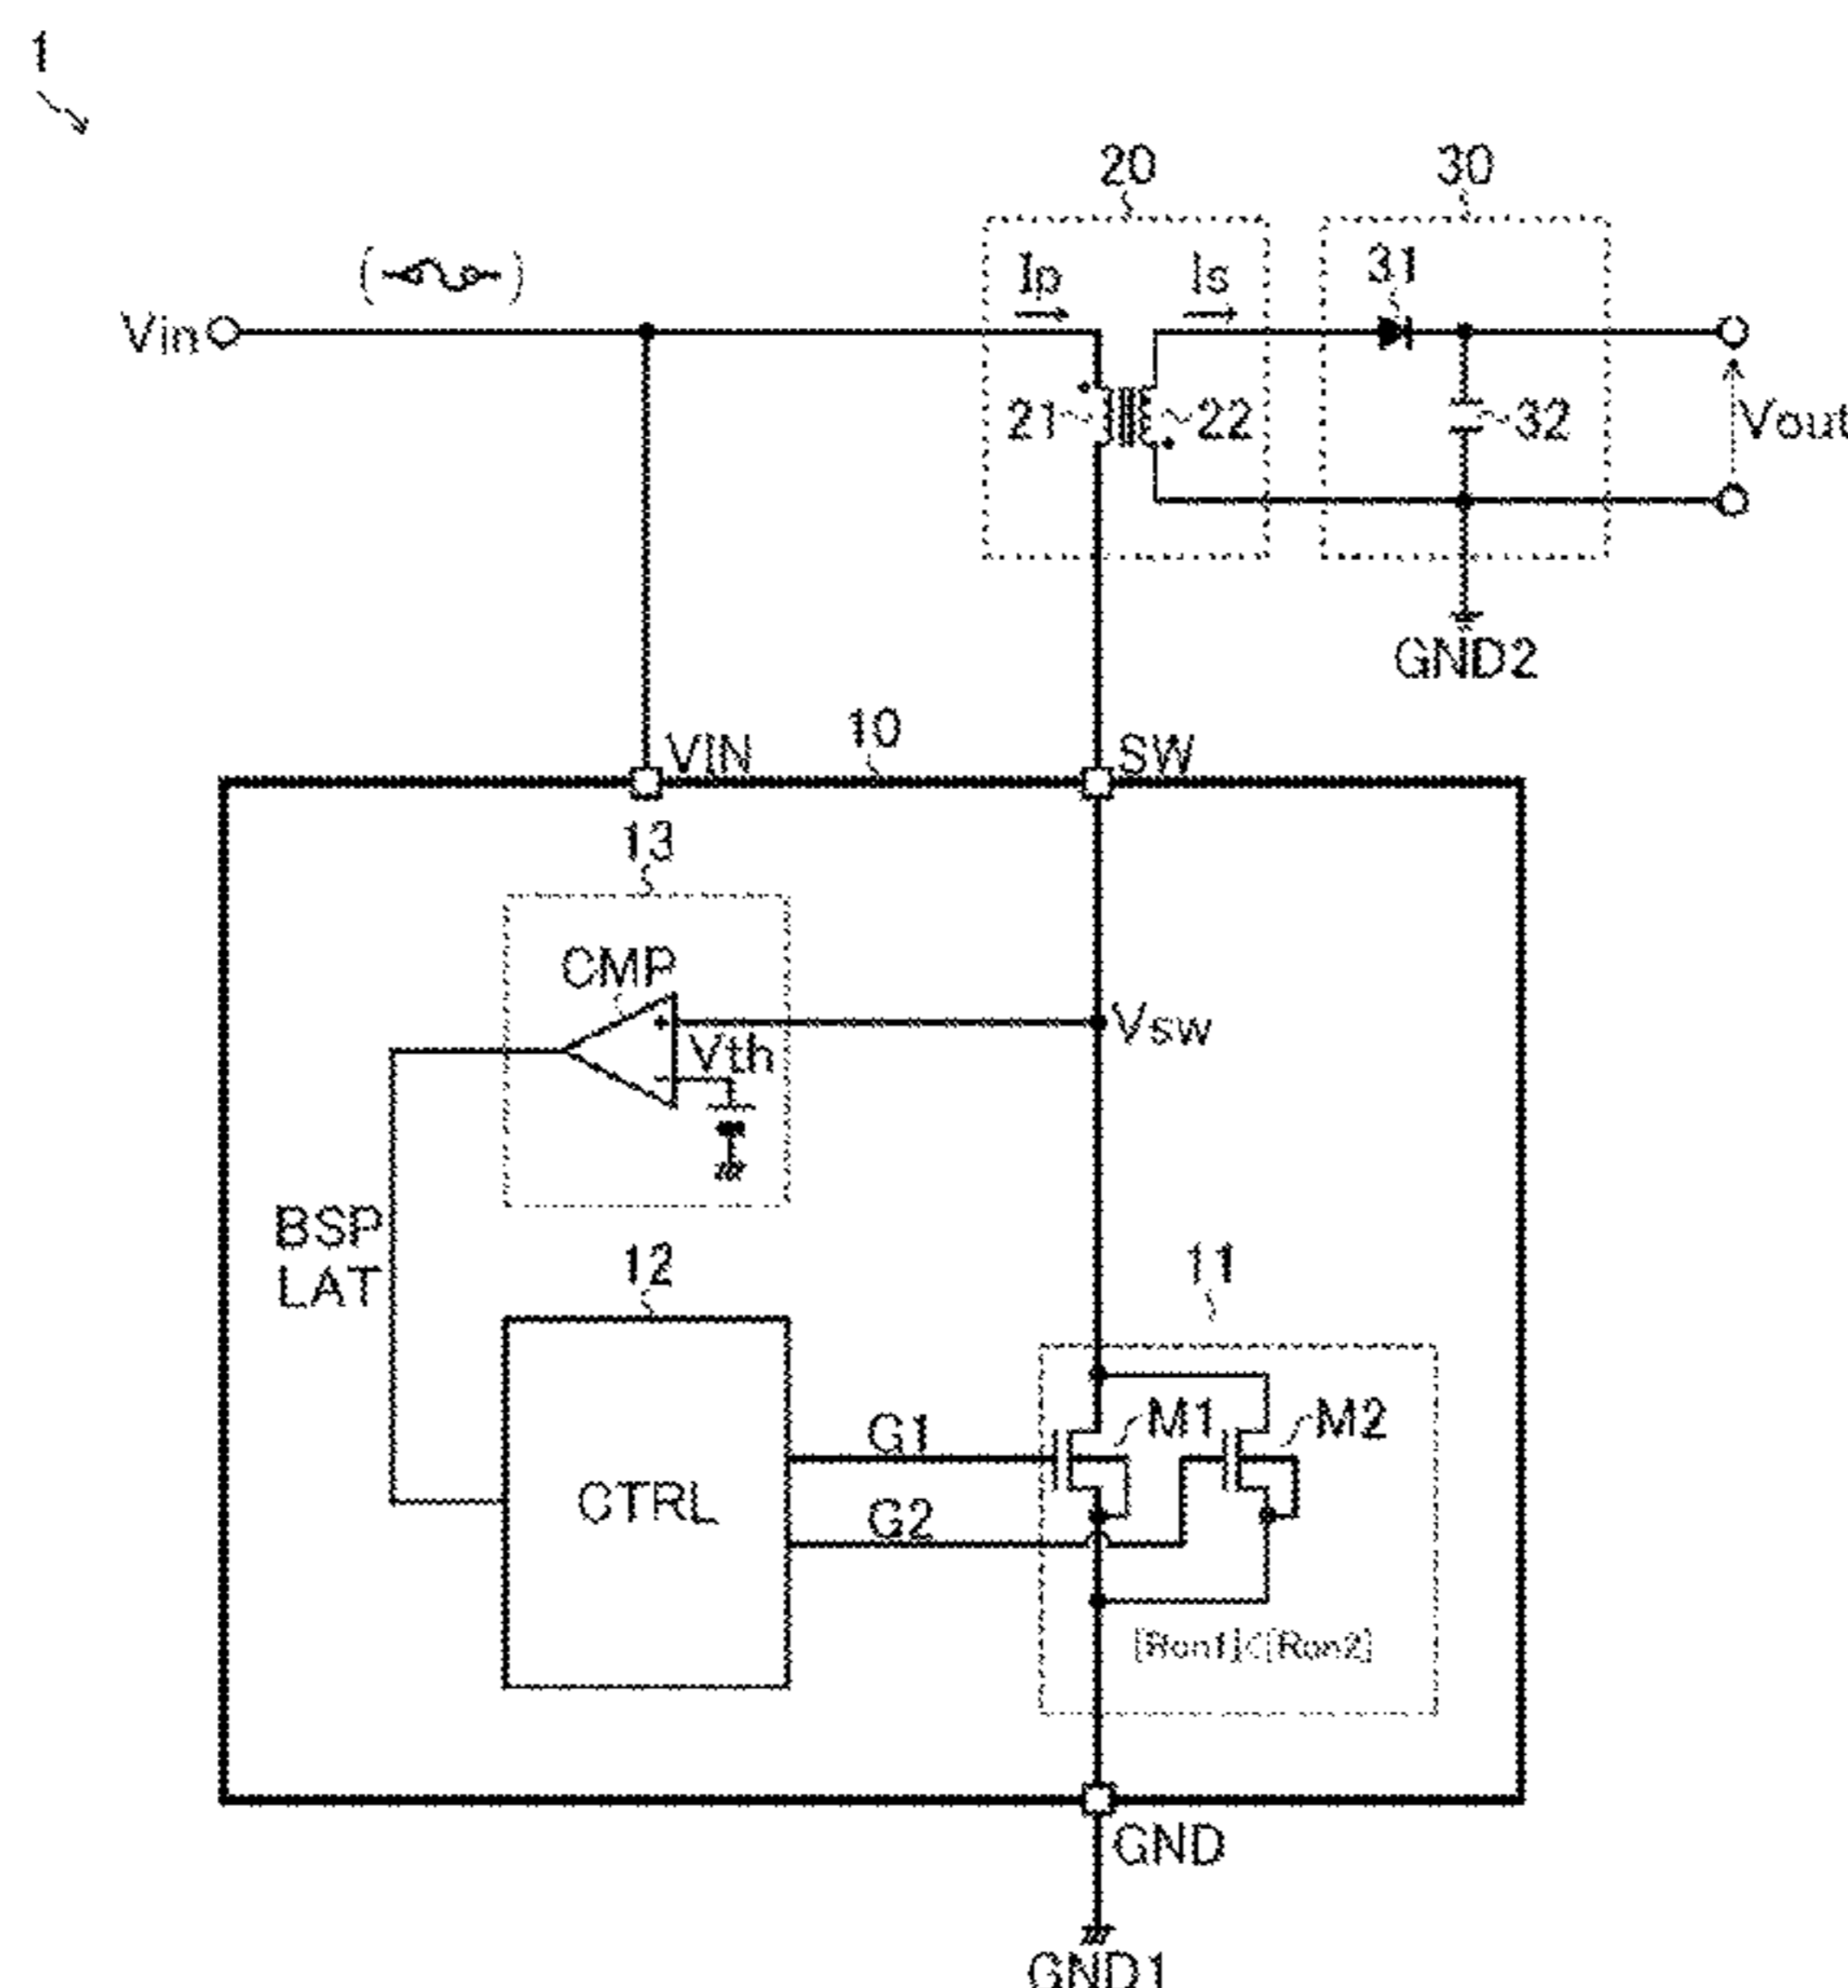 1
20
30
Ip
Is
31
Vin
21
22
32
Vout
GND2
VIN
10
SW
13
CMP
Vth
Vsw
BSP
LAT
12
11
G1
M1
M2
CTRL
G2
[Ron1]<[Ron2]
GND
GND1